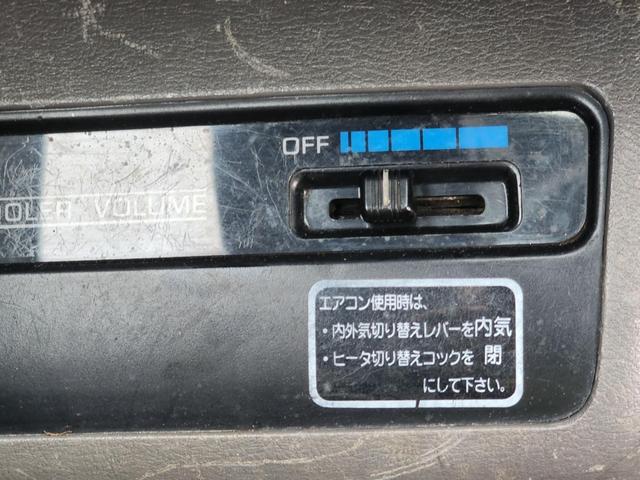 OFF
OOLER VOLUME
エアコン使用時は、
・内外気切り替えレバーを内気
・ヒータ切り替えコックを 閉
にして下さい。